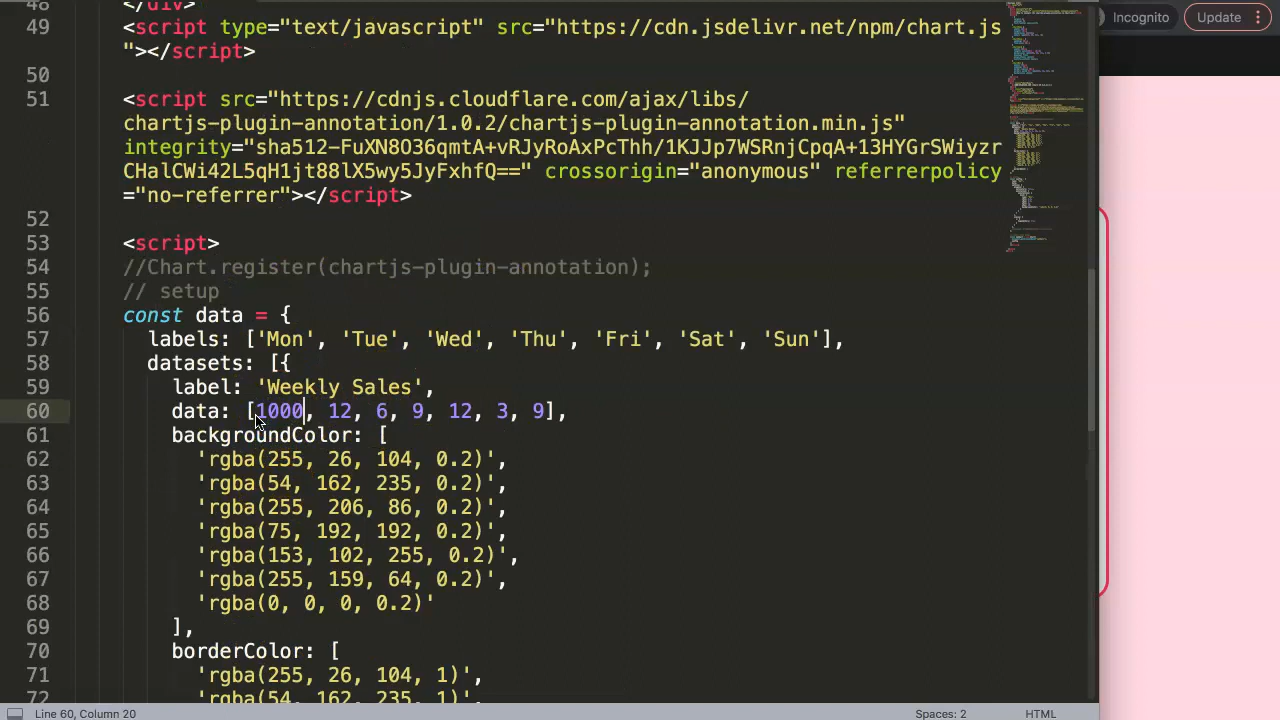 48 </div>
49 <script type="text/javascript" src="https://cdn.jsdelivr.net/npm/chart.js
"></script>
50
51 <script src="https://cdnjs.cloudflare.com/ajax/libs/
chartjs-plugin-annotation/1.0.2/chartjs-plugin-annotation.min.js"
integrity="sha512-FuXN8O36qmtA+vRJyRoAxPcThh/1KJJp7WSRnjCpqA+13HYGrSWiyzr
CHalCWi42L5qH1jt88lX5wy5JyFxhfQ==" crossorigin="anonymous" referrerpolicy
="no-referrer"></script>
52
53 <script>
54 //Chart.register(chartjs-plugin-annotation);
55 // setup
56 const data = {
57 labels: ['Mon', 'Tue', 'Wed', 'Thu', 'Fri', 'Sat', 'Sun'],
58 datasets: [{
59 label: 'Weekly Sales',
60 data: [1000, 12, 6, 9, 12, 3, 9],
61 backgroundColor: [
62 'rgba(255, 26, 104, 0.2)',
63 'rgba(54, 162, 235, 0.2)',
64 'rgba(255, 206, 86, 0.2)',
65 'rgba(75, 192, 192, 0.2)',
66 'rgba(153, 102, 255, 0.2)',
67 'rgba(255, 159, 64, 0.2)',
68 'rgba(0, 0, 0, 0.2)'
69 ],
70 borderColor: [
71 'rgba(255, 26, 104, 1)',
72 'rgba(54, 162, 235, 1)',
Line 60, Column 20
Spaces: 2
HTML
Incognito
Update